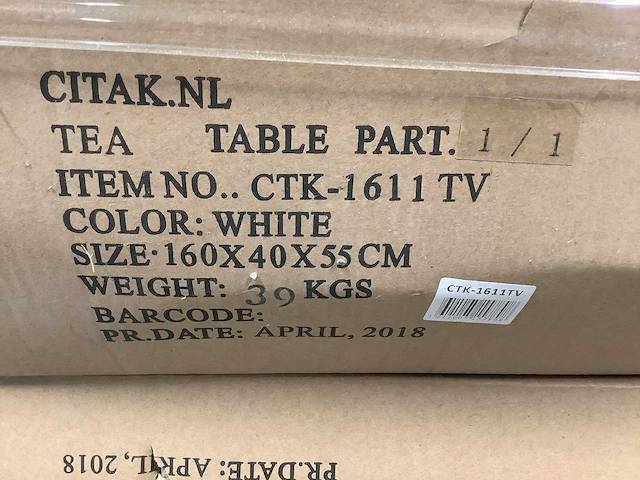 CITAK.NL
TEA TABLE PART. 1 / 1
ITEM NO.. CTK-1611 TV
COLOR: WHITE
SIZE: 160X40X55CM
WEIGHT: 39 KGS
CTK-1611TV
BARCODE:
PR.DATE: APRIL, 2018
PR.DATE: APRIL, 2018